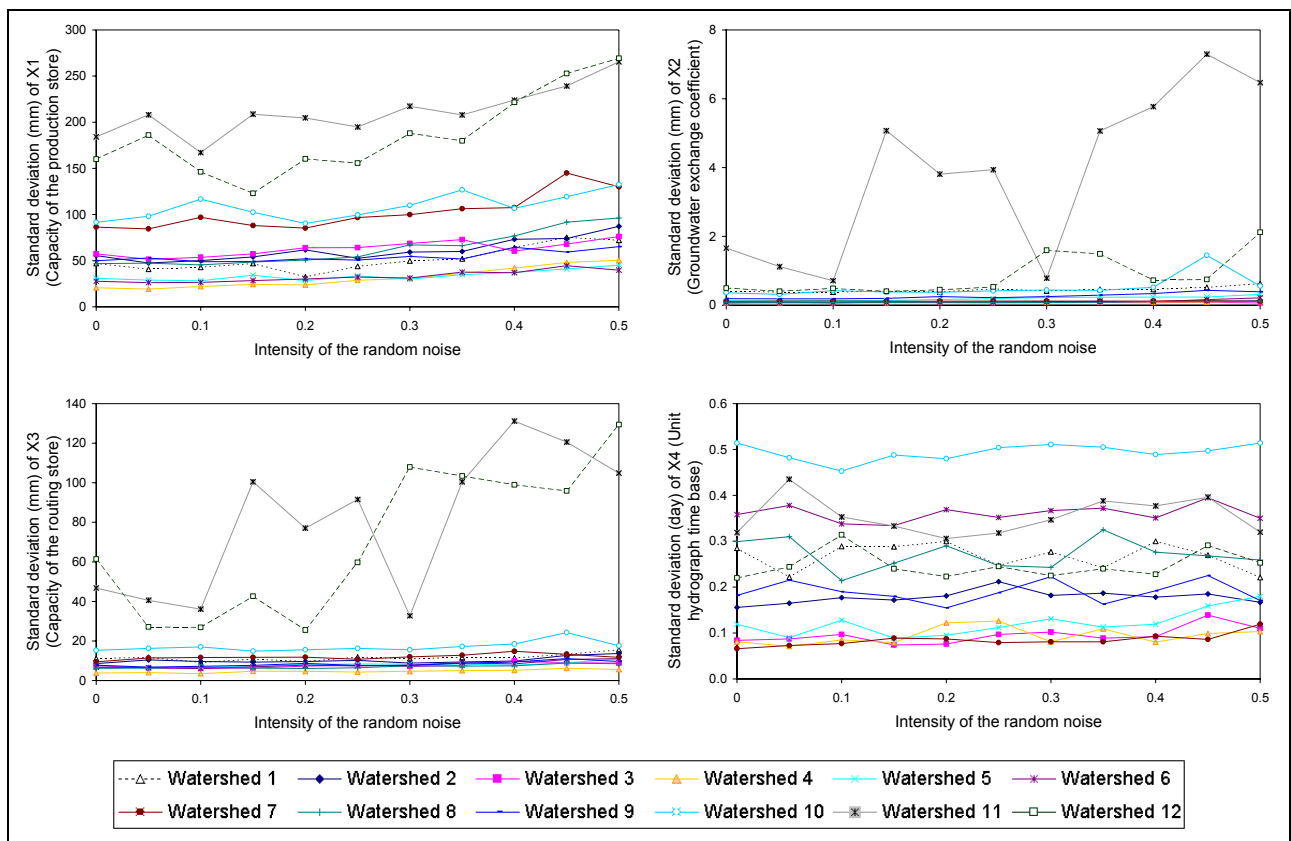 Standard deviation (mm) of X1
(Capacity of the production store)
300
250
200
150
100
50
0
0 0.1 0.2 0.3 0.4 0.5
Intensity of the random noise
Standard deviation (mm) of X2
(Groundwater exchange coefficient)
8
6
4
2
0
0 0.1 0.2 0.3 0.4 0.5
Intensity of the random noise
Standard deviation (mm) of X3
(Capacity of the routing store)
140
120
100
80
60
40
20
0
0 0.1 0.2 0.3 0.4 0.5
Intensity of the random noise
Standard deviation (day) of X4 (Unit
hydrograph time base)
0.6
0.5
0.4
0.3
0.2
0.1
0.0
0 0.1 0.2 0.3 0.4 0.5
Intensity of the random noise
Watershed 1 Watershed 2 Watershed 3 Watershed 4 Watershed 5 Watershed 6
Watershed 7 Watershed 8 Watershed 9 Watershed 10 Watershed 11 Watershed 12